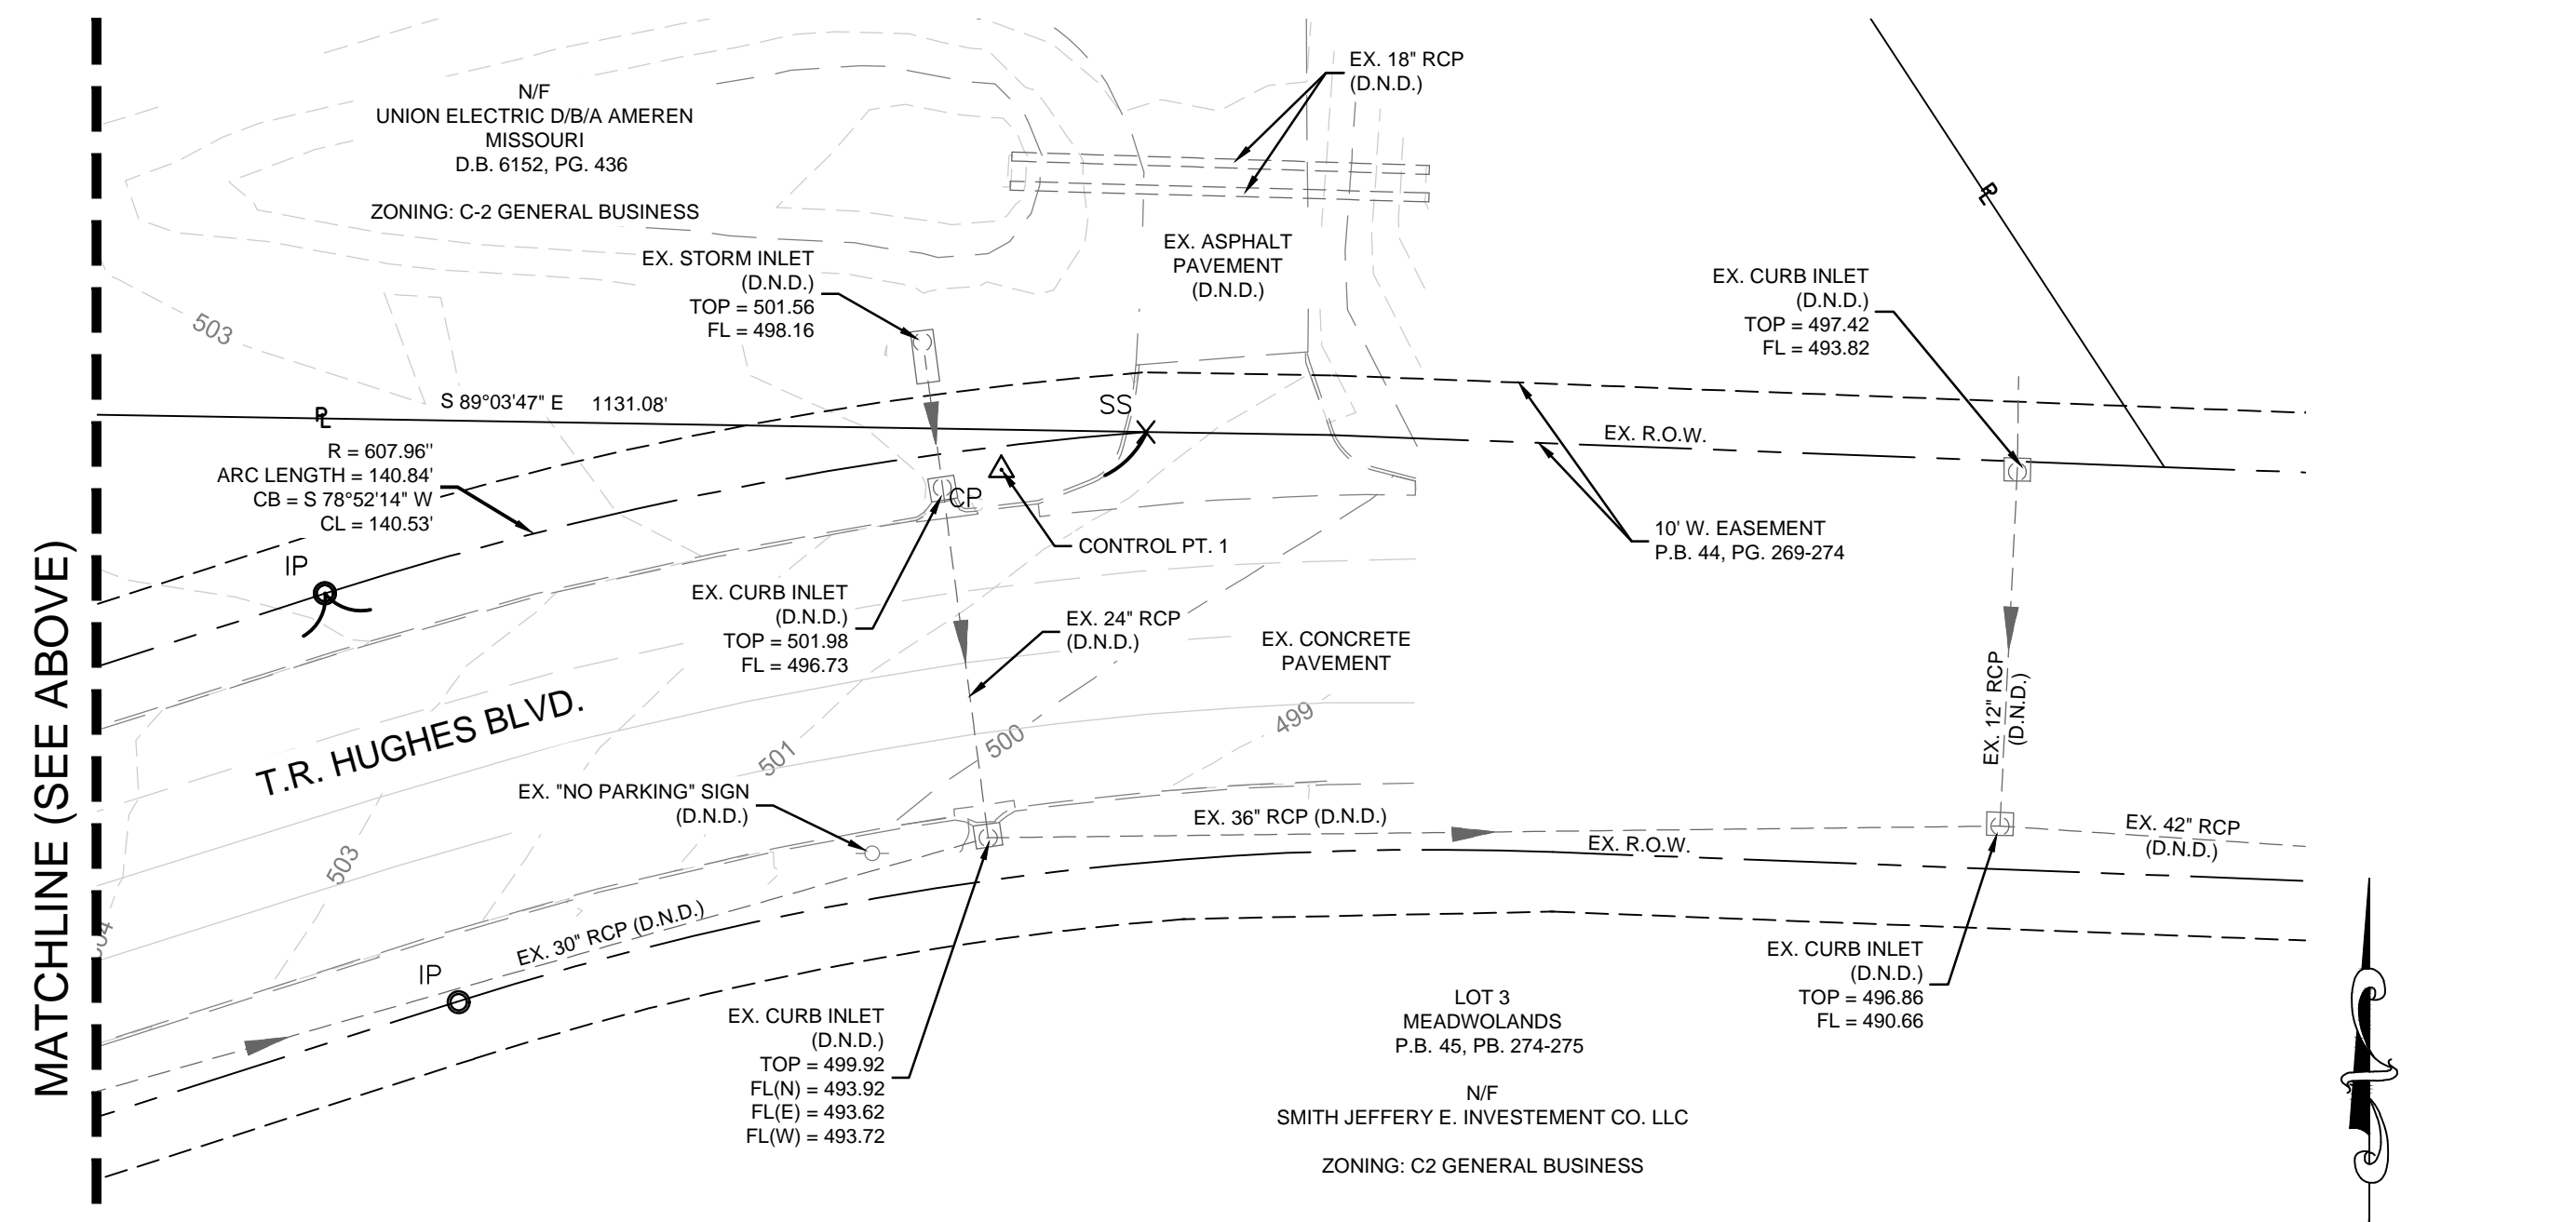 MATCHLINE (SEE ABOVE)
N/F
UNION ELECTRIC D/B/A AMEREN
MISSOURI
D.B. 6152, PG. 436
ZONING: C-2 GENERAL BUSINESS
EX. 18" RCP
(D.N.D.)
EX. ASPHALT
PAVEMENT
(D.N.D.)
EX. STORM INLET
(D.N.D.)
TOP = 501.56
FL = 498.16
EX. CURB INLET
(D.N.D.)
TOP = 497.42
FL = 493.82
503
S 89°03'47" E 1131.08'
SS
PL
PL
R = 607.96"
ARC LENGTH = 140.84'
CB = S 78°52'14" W
CL = 140.53'
EX. R.O.W.
CP
10' W. EASEMENT
P.B. 44, PG. 269-274
CONTROL PT. 1
IP
EX. CURB INLET
(D.N.D.)
TOP = 501.98
FL = 496.73
EX. 24" RCP
(D.N.D.)
EX. CONCRETE
PAVEMENT
EX. 12" RCP
(D.N.D.)
T.R. HUGHES BLVD.
501
500
499
EX. "NO PARKING" SIGN
(D.N.D.)
EX. 36" RCP (D.N.D.)
EX. 42" RCP
(D.N.D.)
EX. R.O.W.
503
EX. 30" RCP (D.N.D.)
IP
EX. CURB INLET
(D.N.D.)
TOP = 499.92
FL(N) = 493.92
FL(E) = 493.62
FL(W) = 493.72
EX. CURB INLET
(D.N.D.)
TOP = 496.86
FL = 490.66
LOT 3
MEADWOLANDS
P.B. 45, PB. 274-275
N/F
SMITH JEFFERY E. INVESTEMENT CO. LLC
ZONING: C2 GENERAL BUSINESS